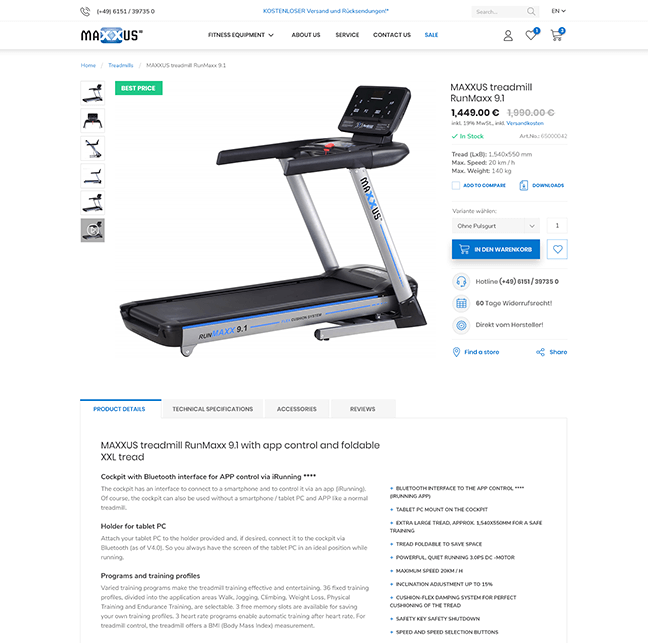 (+49) 6151 / 39735 0
KOSTENLOSER Versand und Rücksendungen!*
Search...
EN
MAXXUS
FITNESS EQUIPMENT
ABOUT US
SERVICE
CONTACT US
SALE
1
3
Home / Treadmills / MAXXUS treadmill RunMaxx 9.1
BEST PRICE
MAXXUS
RUNMAXX 9.1
CUSHION SYSTEM
MAXXUS treadmill
RunMaxx 9.1
1,449.00 € 1,990.00 €
inkl. 19% MwSt., inkl. Versandkosten
In Stock
Art.No.: 65000042
Tread (LxB): 1,540x550 mm
Max. Speed: 20 km / h
Max. Weight: 140 kg
ADD TO COMPARE
DOWNLOADS
Variante wählen:
Ohne Pulsgurt
1
IN DEN WARENKORB
Hotline (+49) 6151 / 39735 0
60 Tage Widerrufsrecht!
Direkt vom Hersteller!
Find a store
Share
PRODUCT DETAILS
TECHNICAL SPECIFICATIONS
ACCESSORIES
REVIEWS
MAXXUS treadmill RunMaxx 9.1 with app control and foldable
XXL tread
Cockpit with Bluetooth interface for APP control via iRunning ****
The cockpit has an interface to connect to a smartphone and to control it via an app (iRunning).
Of course, the cockpit can also be used without a smartphone / tablet PC and APP like a normal
treadmill.
Holder for tablet PC
Attach your tablet PC to the holder provided and, if desired, connect it to the cockpit via
Bluetooth (as of V4.0). So you always have the screen of the tablet PC in an ideal position while
running.
Programs and training profiles
Varied training programs make the treadmill training effective and entertaining. 36 fixed training
profiles, divided into the application areas Walk, Jogging, Climbing, Weight Loss, Physical
Training and Endurance Training, are selectable. 3 free memory slots are available for saving
your own training profiles. 3 heart rate programs enable automatic training after heart rate. For
treadmill control, the treadmill offers a BMI (Body Mass Index) measurement.
BLUETOOTH INTERFACE TO THE APP CONTROL ****
(IRUNNING APP)
TABLET PC MOUNT ON THE COCKPIT
EXTRA LARGE TREAD, APPROX. 1,540X550MM FOR A SAFE
TRAINING
TREAD FOLDABLE TO SAVE SPACE
POWERFUL, QUIET RUNNING 3.0PS DC -MOTOR
MAXIMUM SPEED 20KM / H
INCLINATION ADJUSTMENT UP TO 15%
CUSHION-FLEX DAMPING SYSTEM FOR PERFECT
CUSHIONING OF THE TREAD
SAFETY KEY SAFETY SHUTDOWN
SPEED AND SPEED SELECTION BUTTONS